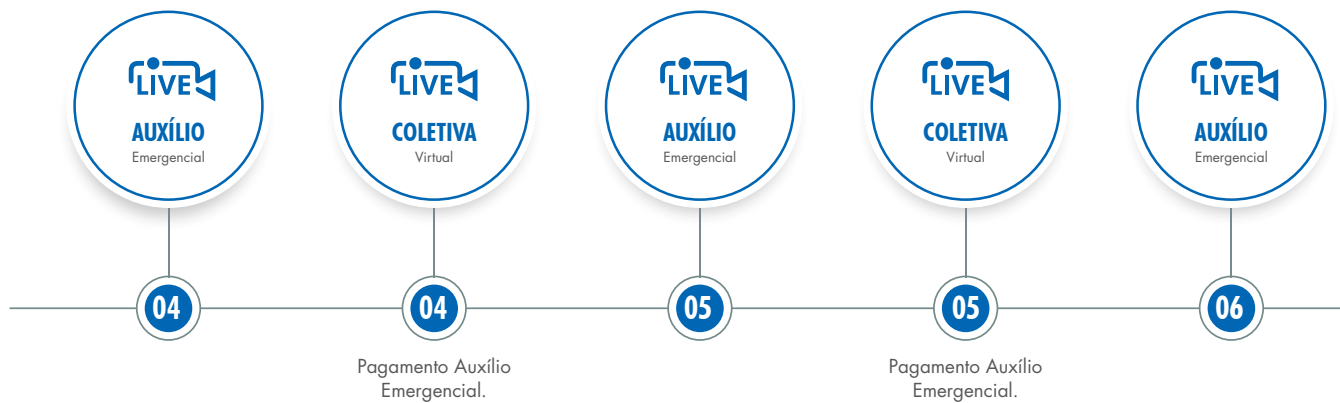 LIVE
AUXÍLIO
Emergencial
LIVE
COLETIVA
Virtual
LIVE
AUXÍLIO
Emergencial
LIVE
COLETIVA
Virtual
LIVE
AUXÍLIO
Emergencial
04
04
05
05
06
Pagamento Auxílio
Emergencial.
Pagamento Auxílio
Emergencial.